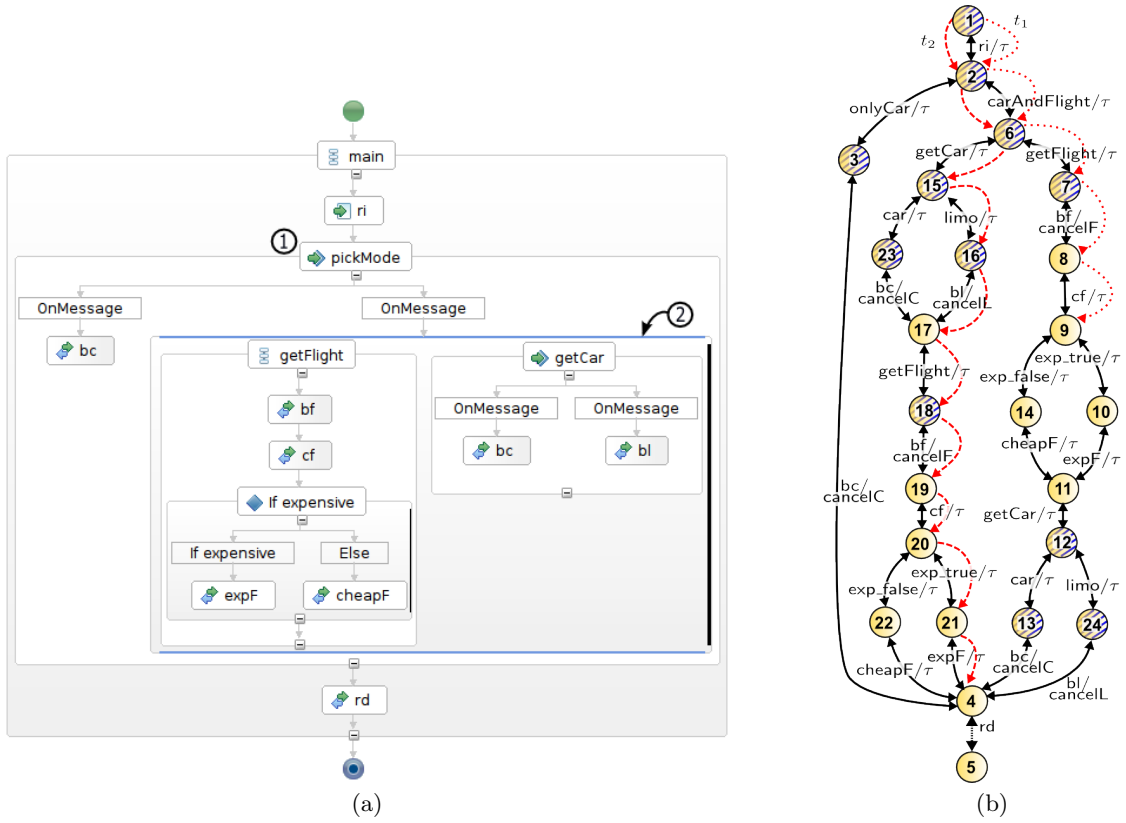 main
ri
1
pickMode
OnMessage
OnMessage
bc
2
getFlight
getCar
bf
OnMessage
OnMessage
cf
bc
bl
If expensive
If expensive
Else
expF
cheapF
rd
(a)
1
t₁
t₂
ri/τ
2
onlyCar/τ
carAndFlight/τ
6
3
getCar/τ
getFlight/τ
15
7
car/τ
limo/τ
bf/
cancelF
23
16
8
bc/
cancelC
bl/
cancelL
cf/τ
17
9
getFlight/τ
exp_true/τ
exp_false/τ
18
14
10
bf/
cancelF
cheapF/τ
expF/τ
bc/
cancelC
19
11
cf/τ
getCar/τ
20
12
exp_true/τ
exp_false/τ
car/τ
limo/τ
22
21
13
24
cheapF/τ
expF/τ
bc/
cancelC
bl/
cancelL
4
rd
5
(b)